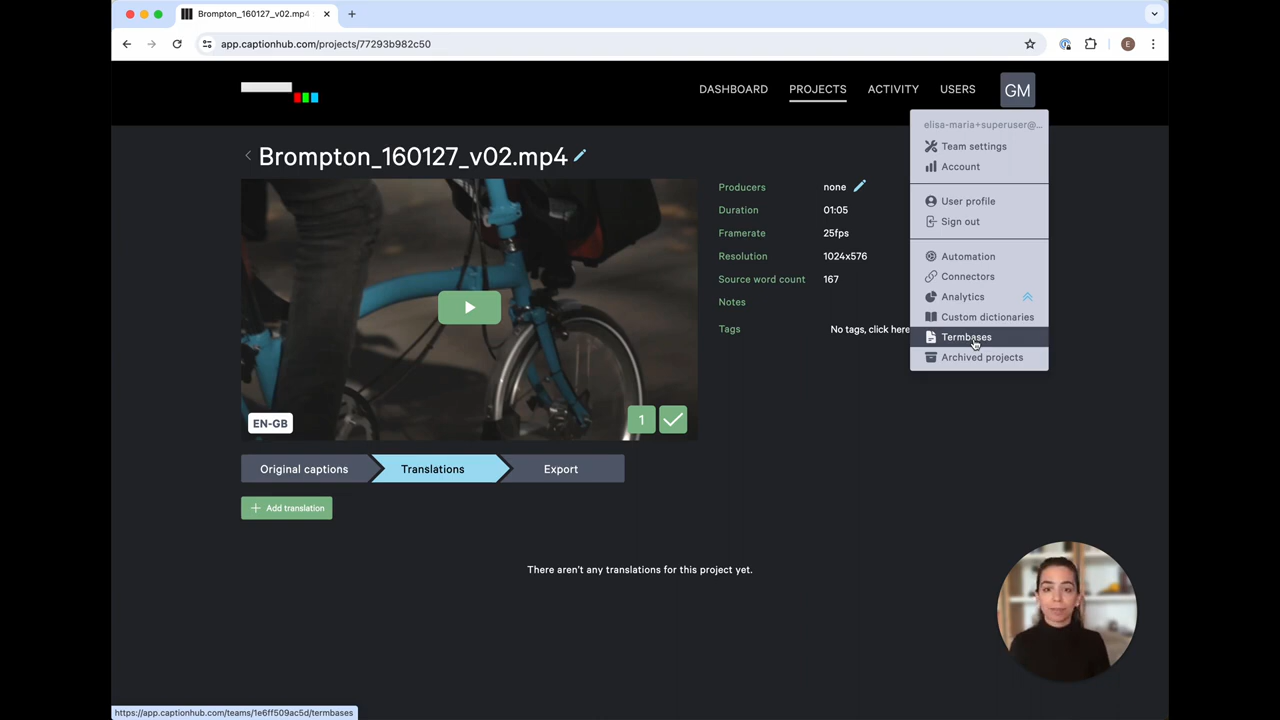 Brompton_160127_v02.mp4
app.captionhub.com/projects/77293b982c50
E
DASHBOARD
PROJECTS
ACTIVITY
USERS
GM
elisa-maria+superuser@...
Team settings
Account
User profile
Sign out
Automation
Connectors
Analytics
Custom dictionaries
Termbases
Archived projects
Brompton_160127_v02.mp4
Producers none
Duration 01:05
Framerate 25fps
Resolution 1024x576
Source word count 167
Notes
Tags No tags, click here
EN-GB
1
Original captions
Translations
Export
+ Add translation
There aren't any translations for this project yet.
https://app.captionhub.com/teams/1e6ff509ac5d/termbases